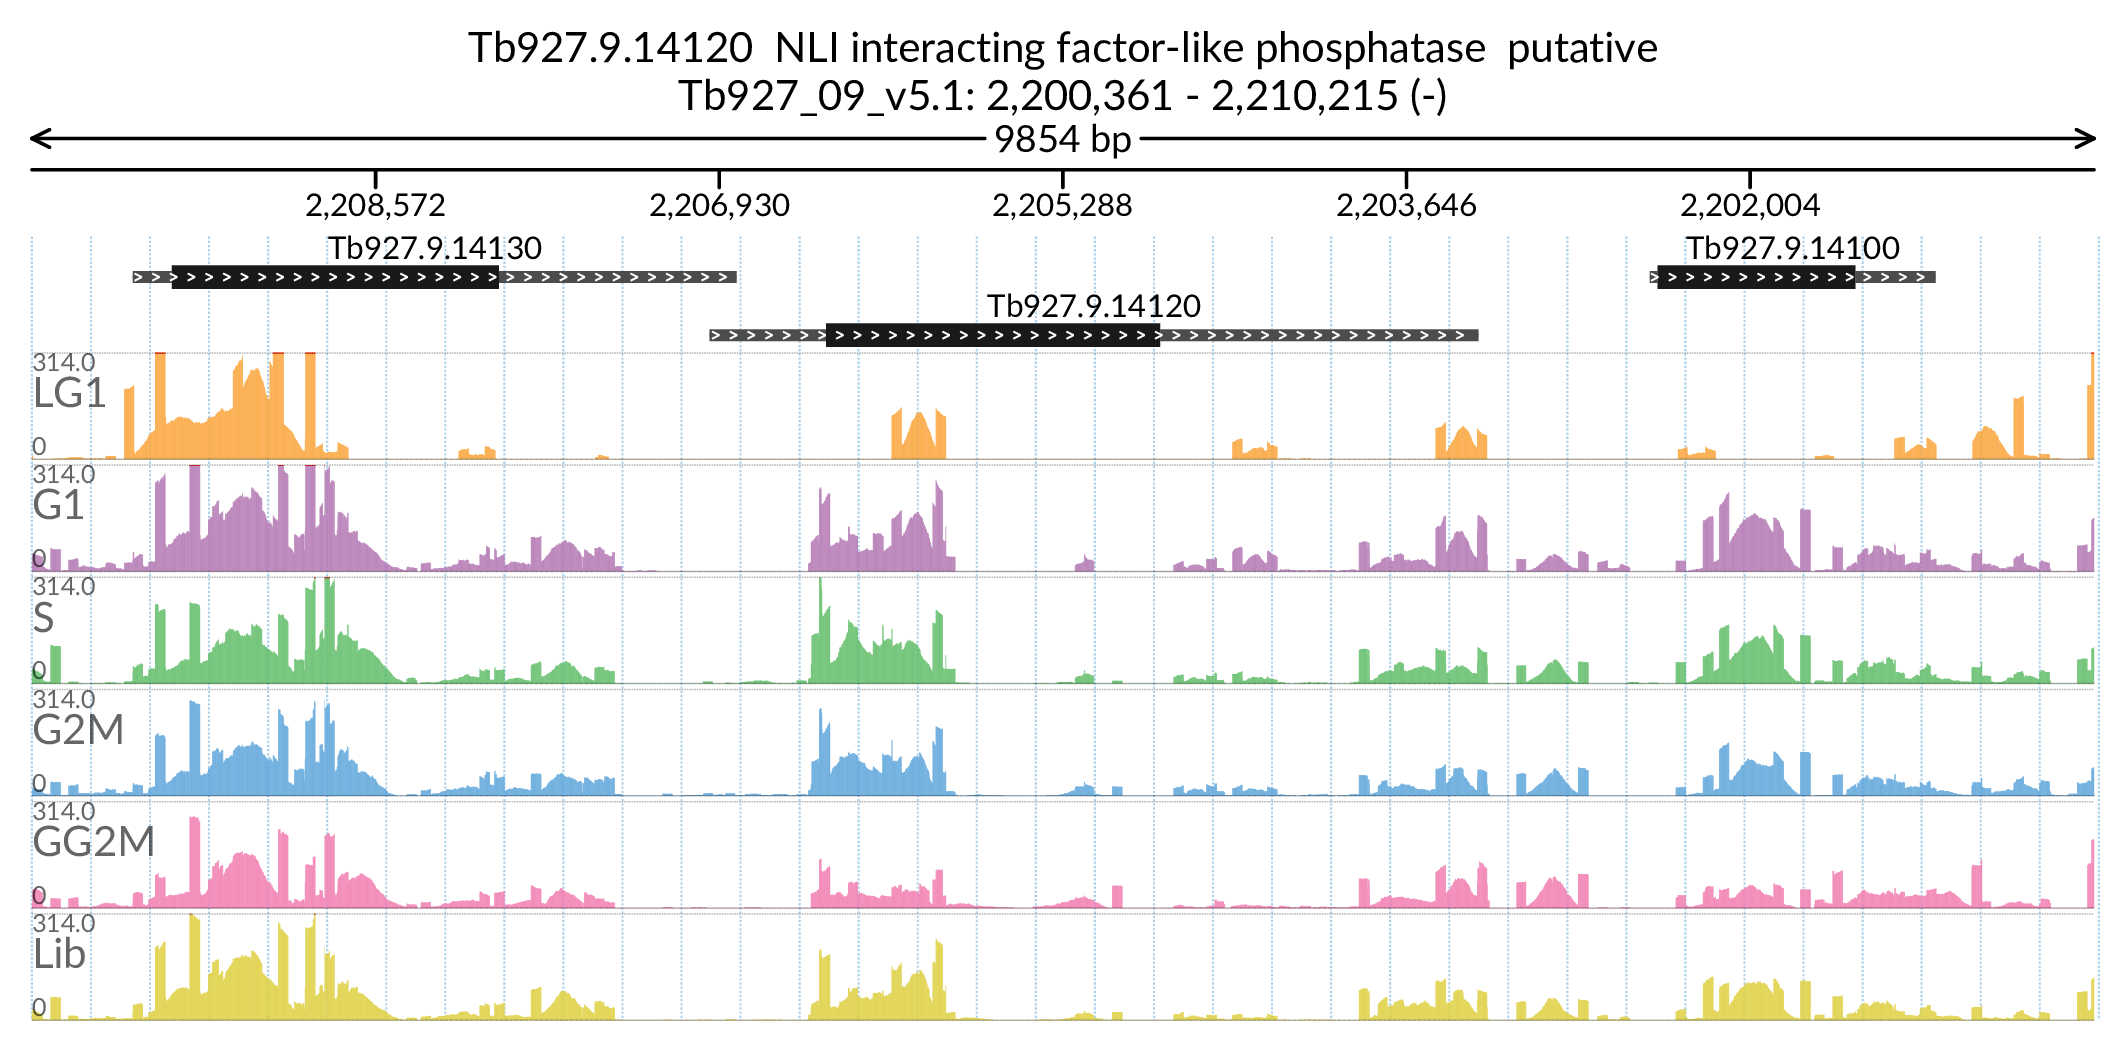 Tb927.9.14120  NLI interacting factor-like phosphatase  putative
Tb927_09_v5.1: 2,200,361 - 2,210,215 (-)
9854 bp
2,208,572 2,206,930 2,205,288 2,203,646 2,202,004
Tb927.9.14130 Tb927.9.14100
Tb927.9.14120
314.0
LG1
0
314.0
G1
0
314.0
S
0
314.0
G2M
0
314.0
GG2M
0
314.0
Lib
0